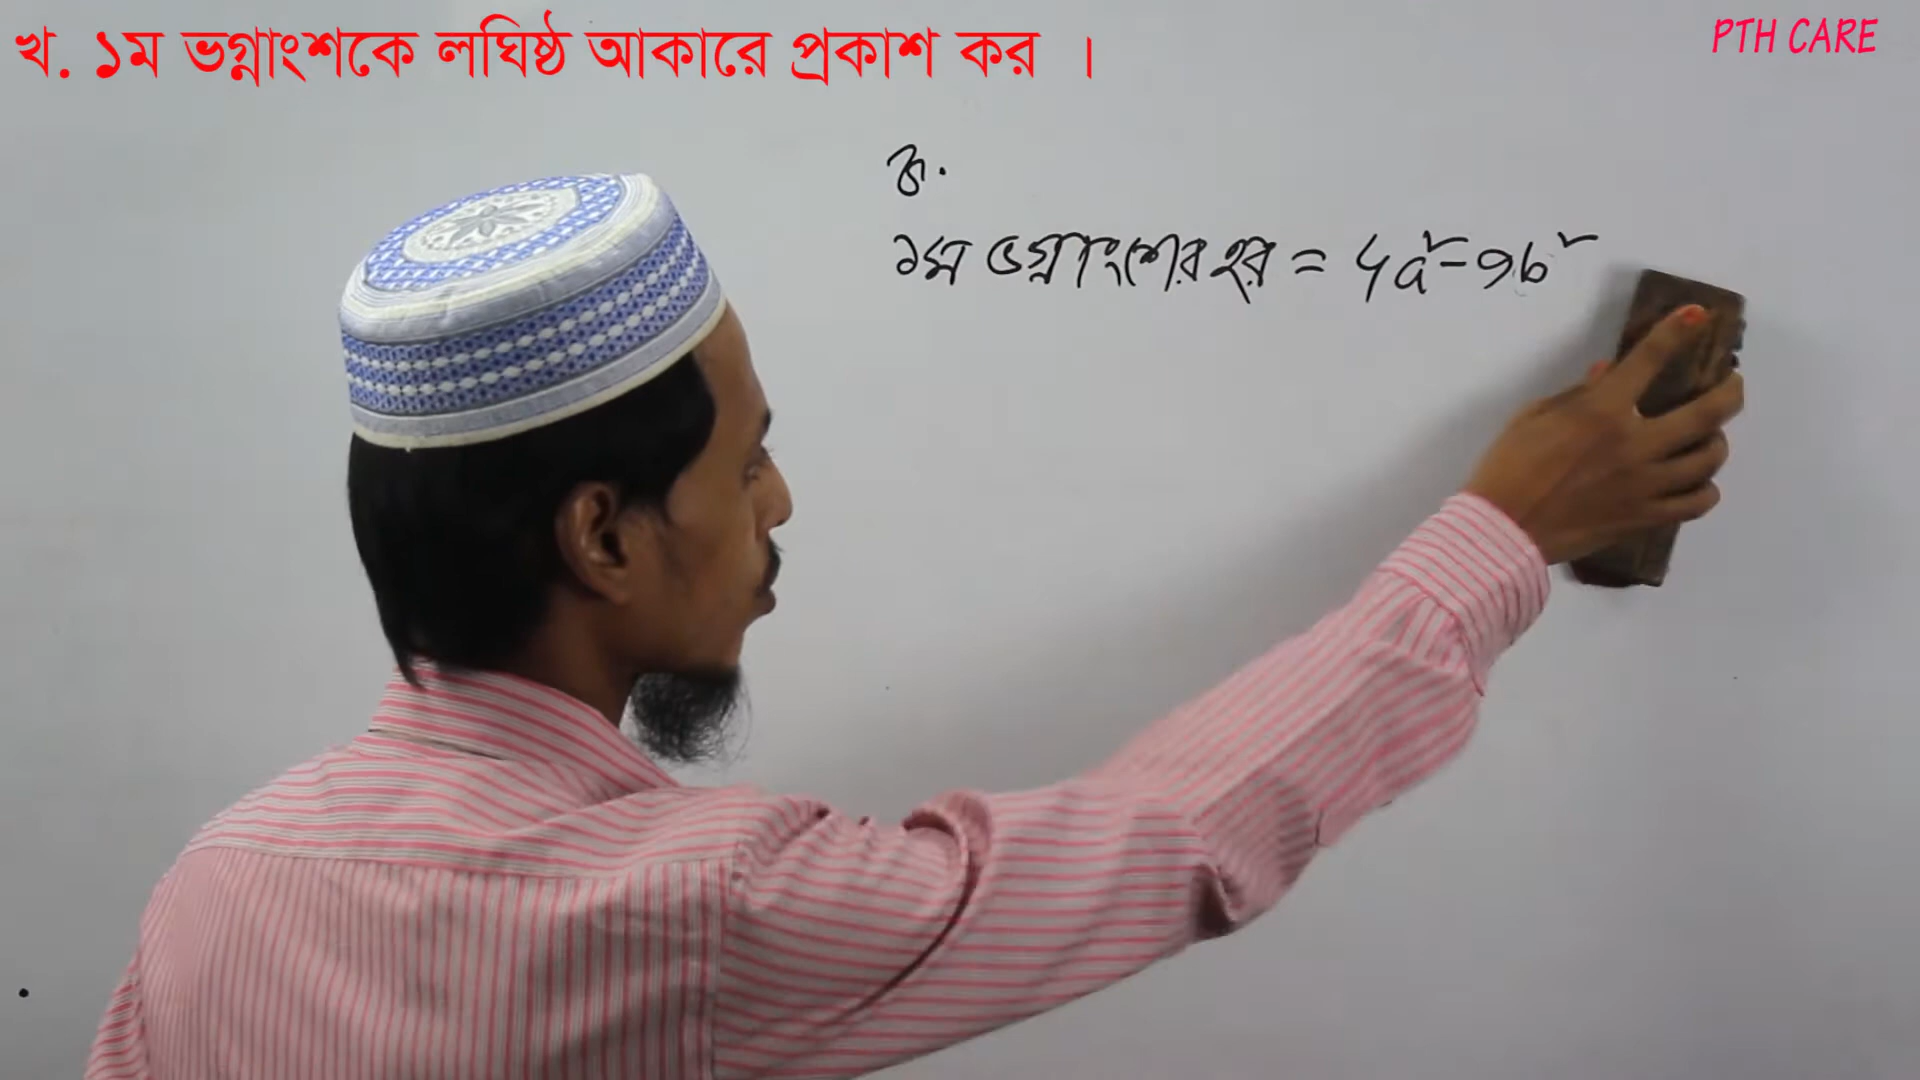 খ. ১ম ভগ্নাংশকে লঘিষ্ঠ আকারে প্রকাশ কর ।
PTH CARE
ক.
১ম ভগ্নাংশের হর = 4a² - 9b²